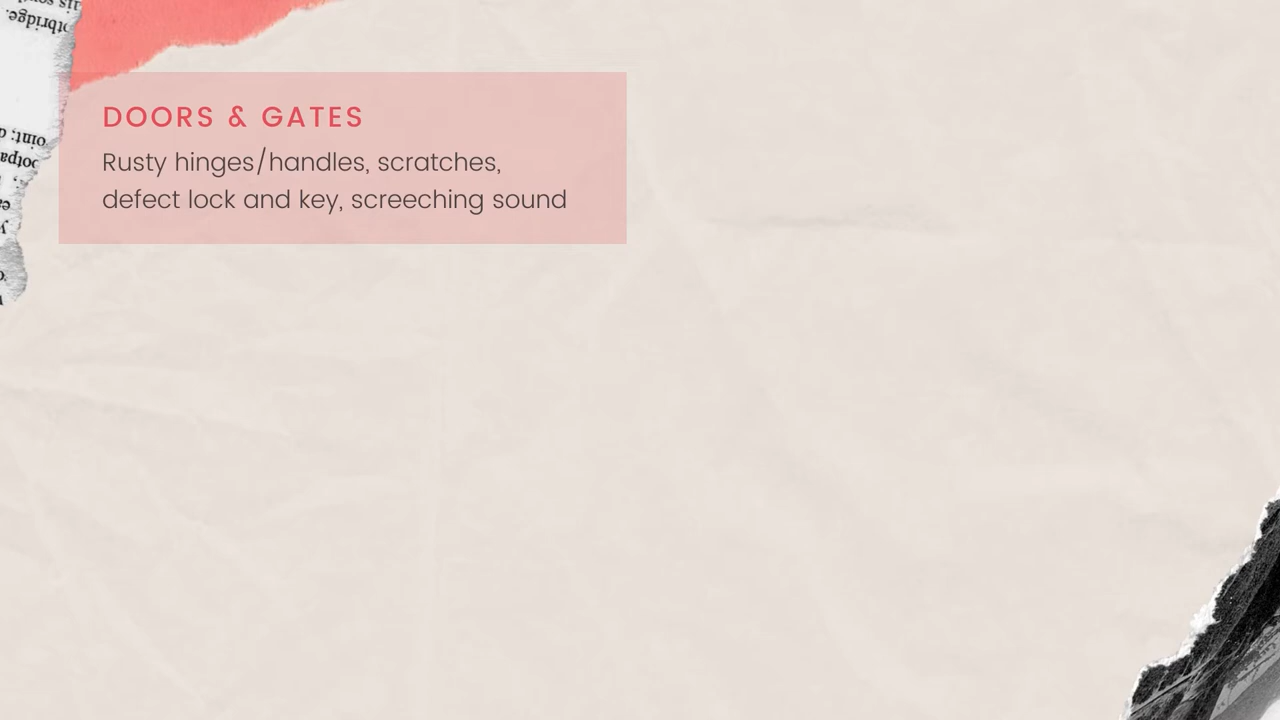 DOORS & GATES
Rusty hinges/handles, scratches,
defect lock and key, screeching sound